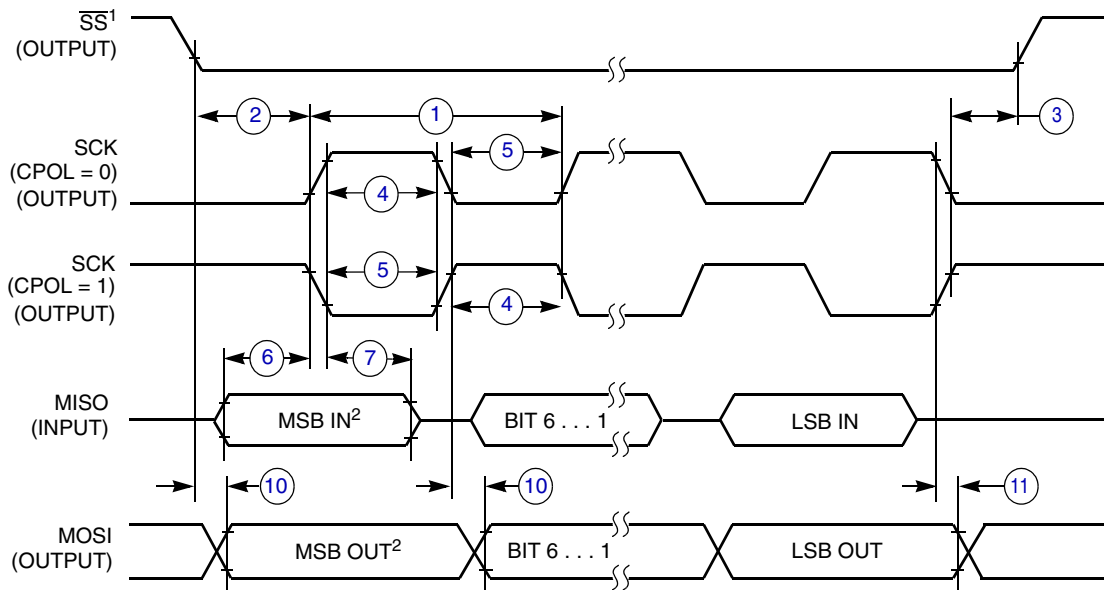 SS¹
(OUTPUT)
2
1
3
SCK
(CPOL = 0)
(OUTPUT)
5
4
SCK
(CPOL = 1)
(OUTPUT)
5
4
6
7
MISO
(INPUT)
MSB IN²
BIT 6 . . . 1
LSB IN
10
10
11
MOSI
(OUTPUT)
MSB OUT²
BIT 6 . . . 1
LSB OUT